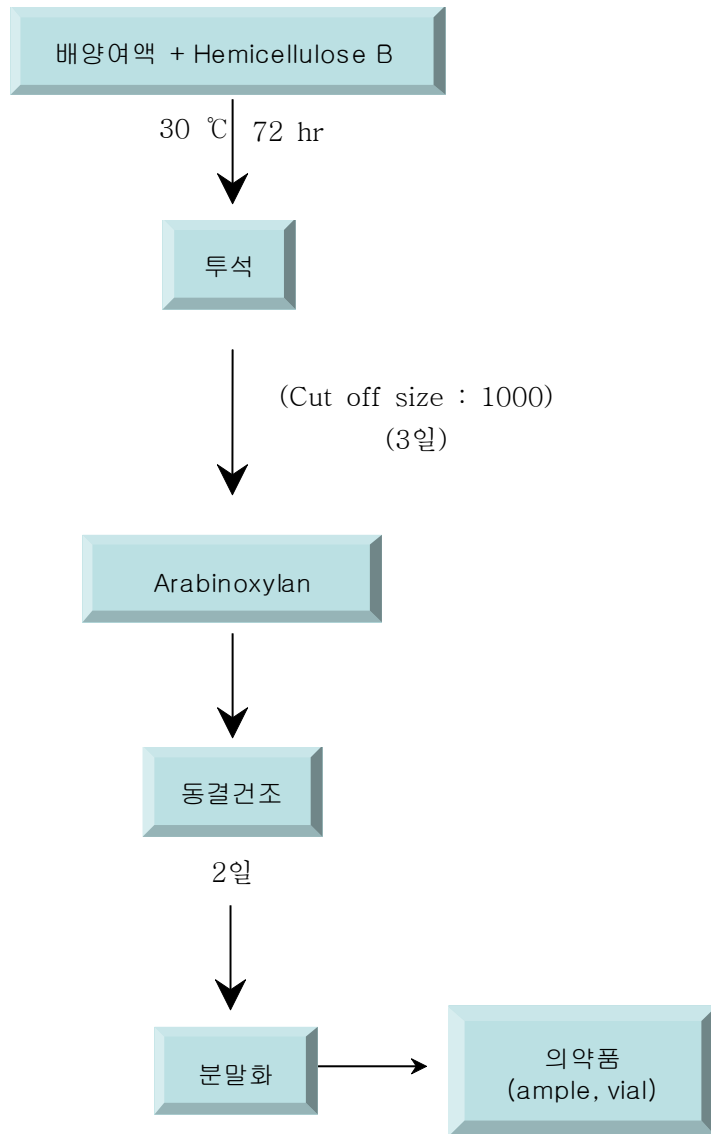 배양여액 + Hemicellulose B
30 ℃ 72 hr
투석
(Cut off size : 1000)
(3일)
Arabinoxylan
동결건조
2일
분말화
의약품
(ample, vial)